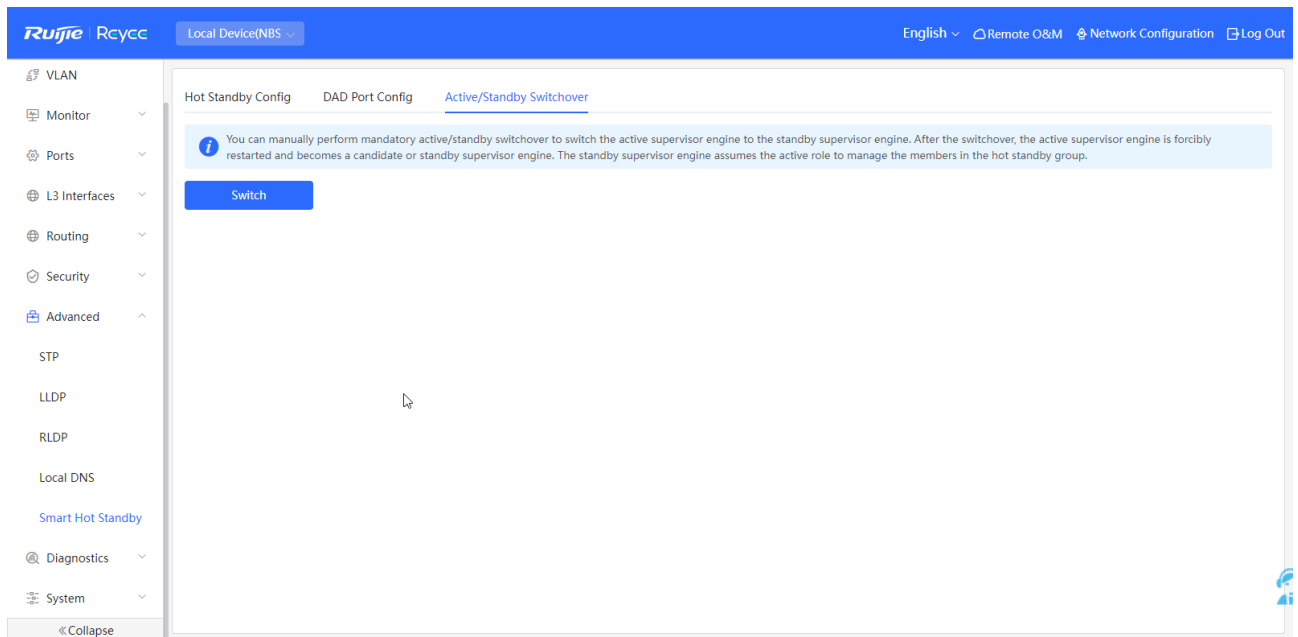 Ruijie Rcycc Local Device(NBS English Remote O&M Network Configuration Log Out
VLAN
Monitor
Ports
L3 Interfaces
Routing
Security
Advanced
STP
LLDP
RLDP
Local DNS
Smart Hot Standby
Diagnostics
System
«Collapse
Hot Standby Config DAD Port Config Active/Standby Switchover
You can manually perform mandatory active/standby switchover to switch the active supervisor engine to the standby supervisor engine. After the switchover, the active supervisor engine is forcibly
restarted and becomes a candidate or standby supervisor engine. The standby supervisor engine assumes the active role to manage the members in the hot standby group.
Switch